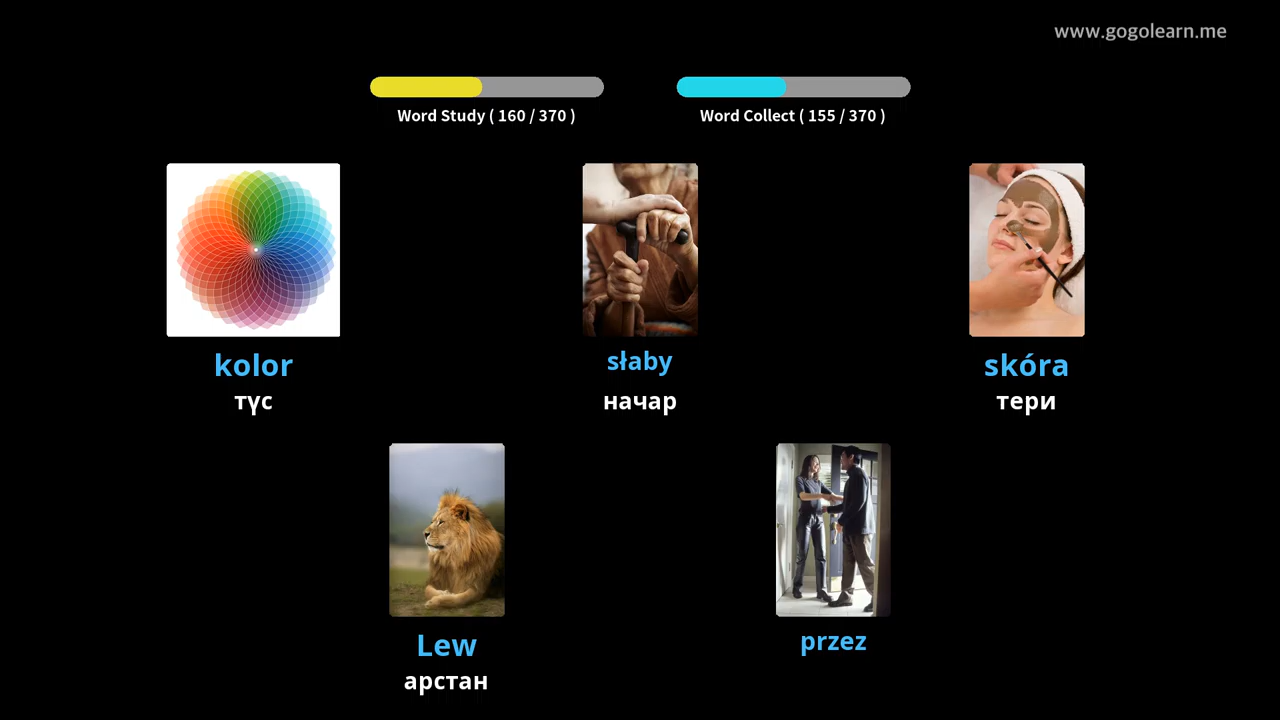 www.gogolearn.me
Word Study ( 160 / 370 )
Word Collect ( 155 / 370 )
kolor
түс
słaby
начар
skóra
тери
Lew
арстан
przez